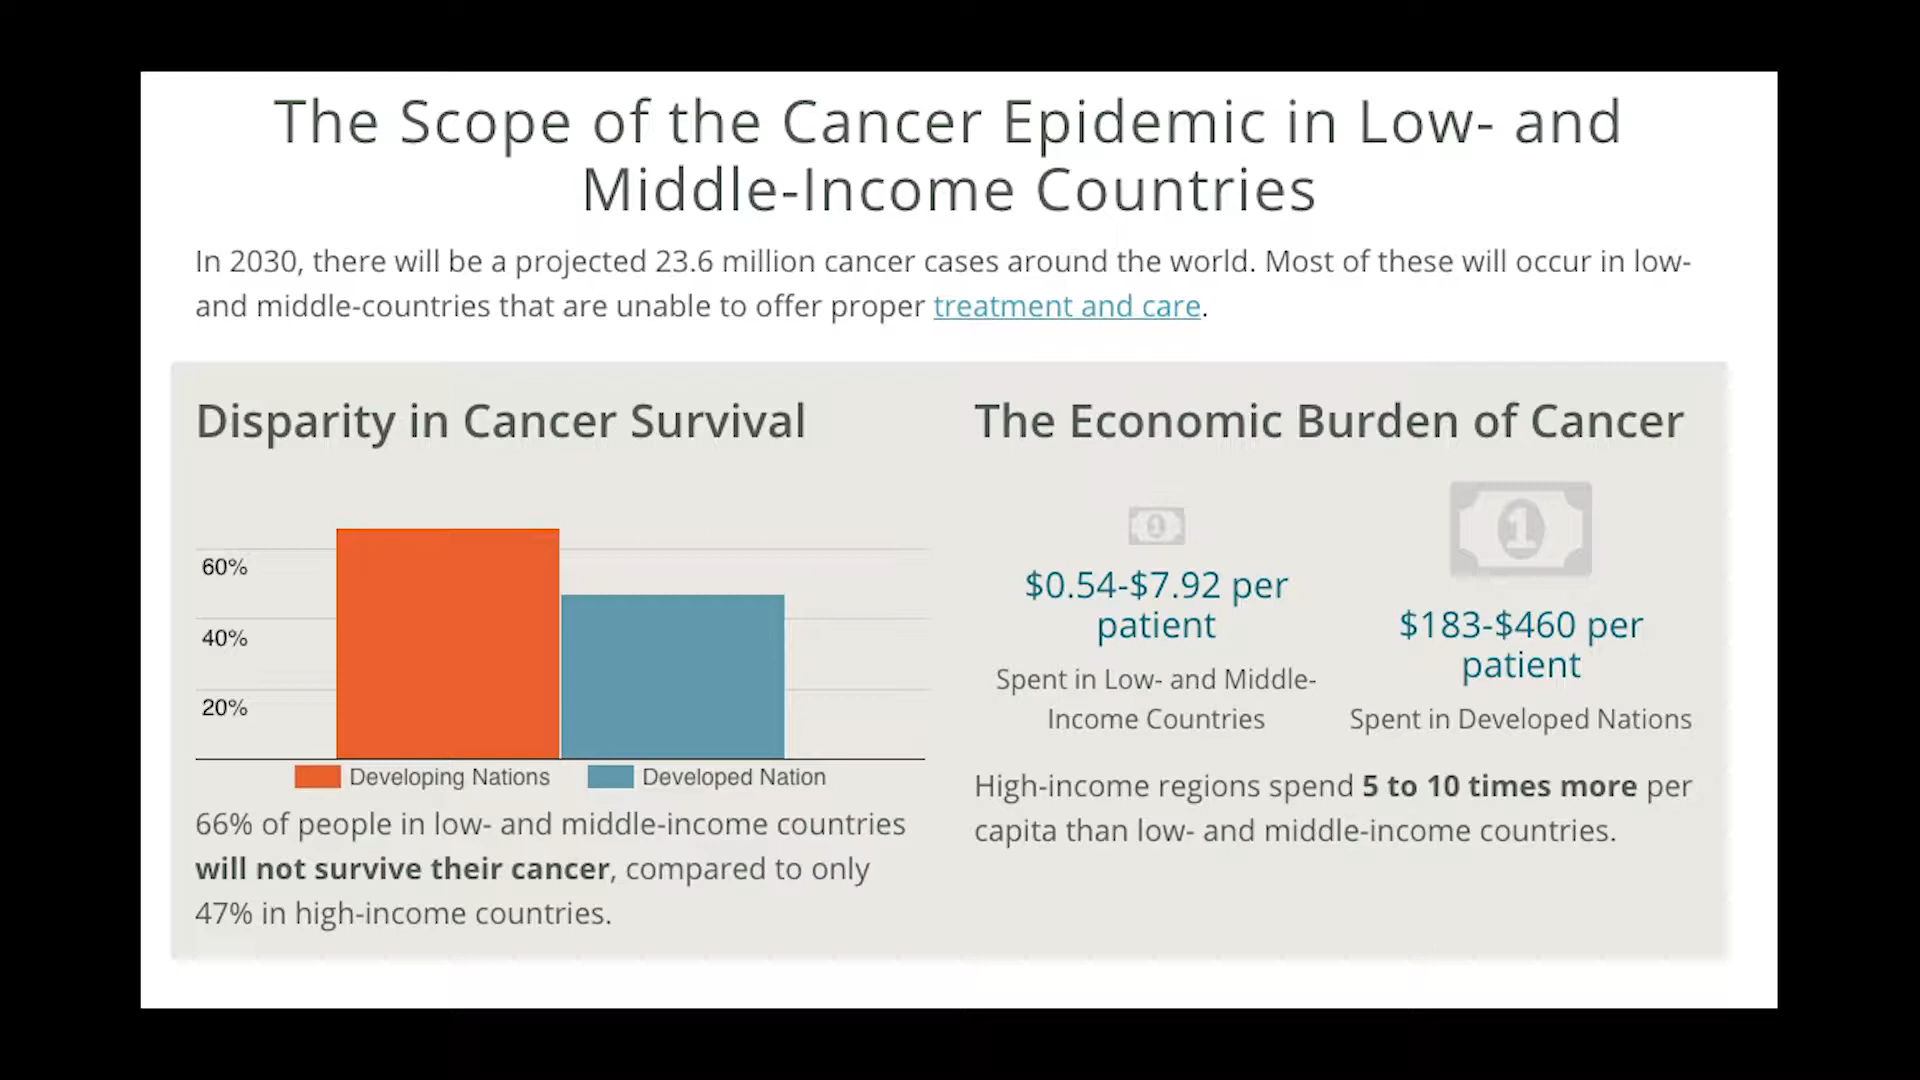 The Scope of the Cancer Epidemic in Low- and
Middle-Income Countries
In 2030, there will be a projected 23.6 million cancer cases around the world. Most of these will occur in low-
and middle-countries that are unable to offer proper treatment and care.
Disparity in Cancer Survival
60%
40%
20%
Developing Nations
Developed Nation
66% of people in low- and middle-income countries
will not survive their cancer, compared to only
47% in high-income countries.
The Economic Burden of Cancer
1
$0.54-$7.92 per
patient
Spent in Low- and Middle-
Income Countries
1
$183-$460 per
patient
Spent in Developed Nations
High-income regions spend 5 to 10 times more per
capita than low- and middle-income countries.